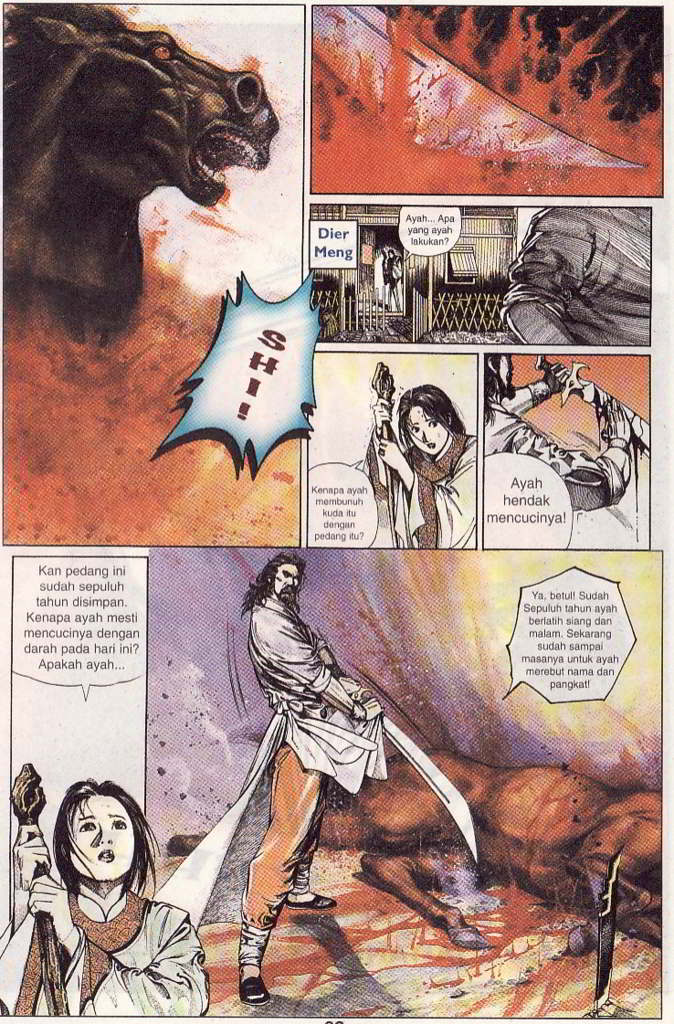 SHI!
Dier
Meng
Ayah... Apa
yang ayah
lakukan?
Kenapa ayah
membunuh
kuda itu
dengan
pedang itu?
Ayah
hendak
mencucinya!
Kan pedang ini
sudah sepuluh
tahun disimpan.
Kenapa ayah mesti
mencucinya dengan
darah pada hari ini?
Apakah ayah...
Ya, betul! Sudah
Sepuluh tahun ayah
berlatih siang dan
malam. Sekarang
sudah sampai
masanya untuk ayah
merebut nama dan
pangkat!